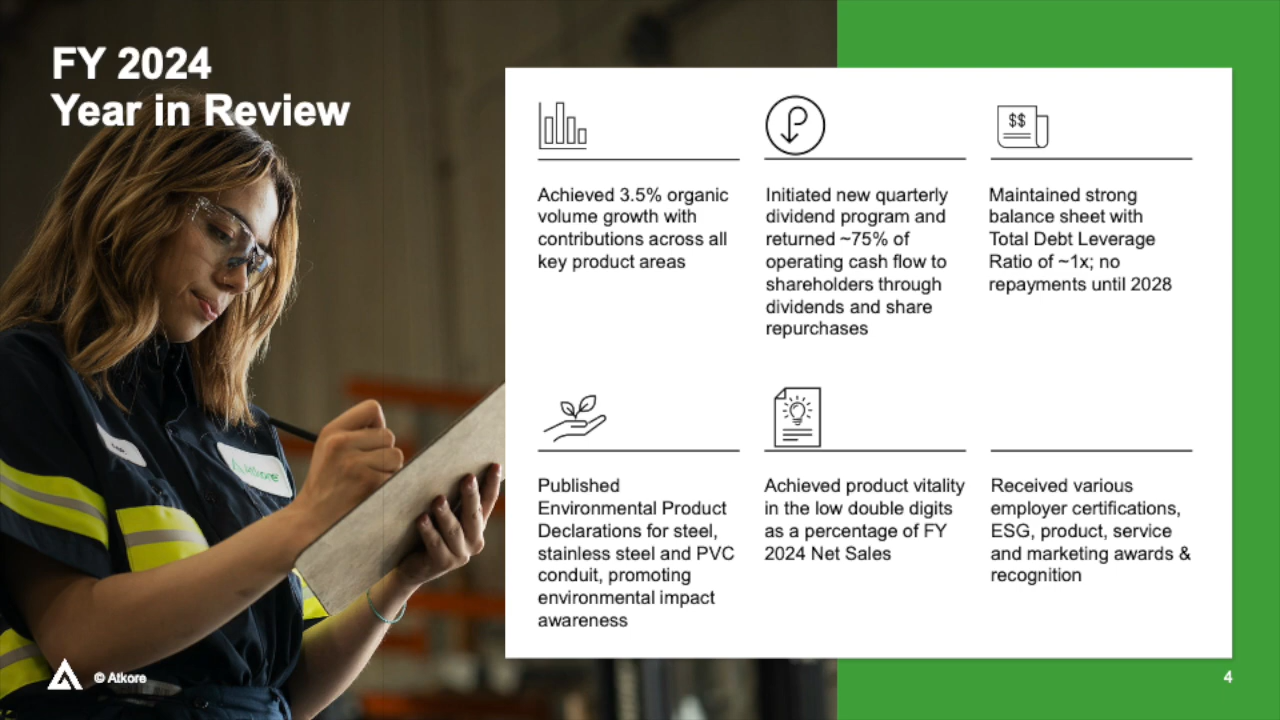 FY 2024
Year in Review
$$
Achieved 3.5% organic
volume growth with
contributions across all
key product areas
Initiated new quarterly
dividend program and
returned ~75% of
operating cash flow to
shareholders through
dividends and share
repurchases
Maintained strong
balance sheet with
Total Debt Leverage
Ratio of ~1x; no
repayments until 2028
Published
Environmental Product
Declarations for steel,
stainless steel and PVC
conduit, promoting
environmental impact
awareness
Achieved product vitality
in the low double digits
as a percentage of FY
2024 Net Sales
Received various
employer certifications,
ESG, product, service
and marketing awards &
recognition
Atkore
© Atkore
4